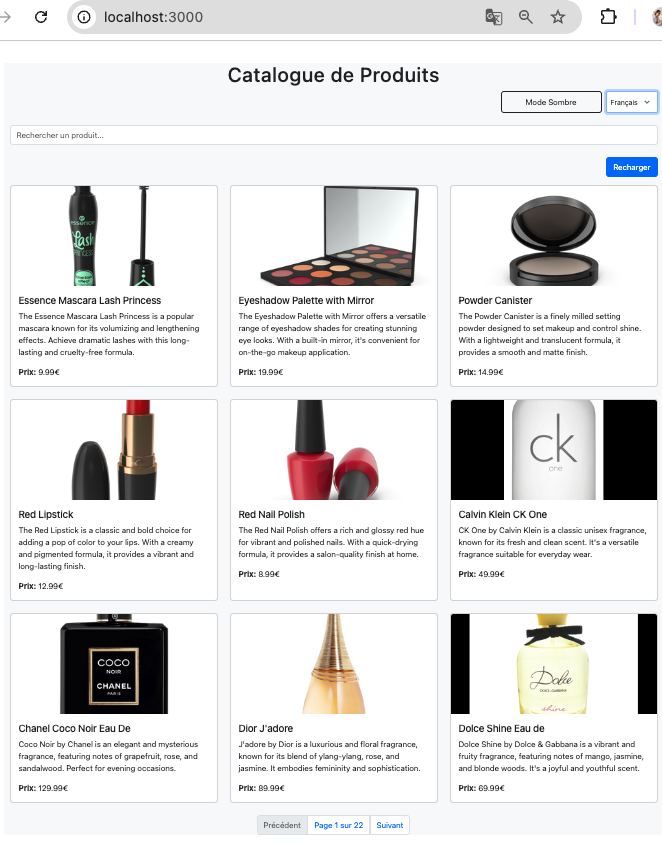 localhost:3000
Catalogue de Produits
Mode Sombre
Français
Rechercher un produit...
Recharger
essence
Lash
Essence Mascara Lash Princess
The Essence Mascara Lash Princess is a popular
mascara known for its volumizing and lengthening
effects. Achieve dramatic lashes with this long-
lasting and cruelty-free formula.
Prix: 9.99€
Eyeshadow Palette with Mirror
The Eyeshadow Palette with Mirror offers a versatile
range of eyeshadow shades for creating stunning
eye looks. With a built-in mirror, it's convenient for
on-the-go makeup application.
Prix: 19.99€
Powder Canister
The Powder Canister is a finely milled setting
powder designed to set makeup and control shine.
With a lightweight and translucent formula, it
provides a smooth and matte finish.
Prix: 14.99€
Red Lipstick
The Red Lipstick is a classic and bold choice for
adding a pop of color to your lips. With a creamy
and pigmented formula, it provides a vibrant and
long-lasting finish.
Prix: 12.99€
Red Nail Polish
The Red Nail Polish offers a rich and glossy red hue
for vibrant and polished nails. With a quick-drying
formula, it provides a salon-quality finish at home.
Prix: 8.99€
ck
one
Calvin Klein CK One
CK One by Calvin Klein is a classic unisex fragrance,
known for its fresh and clean scent. It's a versatile
fragrance suitable for everyday wear.
Prix: 49.99€
COCO
NOIR
CHANEL
PARIS
Chanel Coco Noir Eau De
Coco Noir by Chanel is an elegant and mysterious
fragrance, featuring notes of grapefruit, rose, and
sandalwood. Perfect for evening occasions.
Prix: 129.99€
Dior J'adore
J'adore by Dior is a luxurious and floral fragrance,
known for its blend of ylang-ylang, rose, and
jasmine. It embodies femininity and sophistication.
Prix: 89.99€
Dolce
DOLCE & GABBANA
shine
Dolce Shine Eau de
Dolce Shine by Dolce & Gabbana is a vibrant and
fruity fragrance, featuring notes of mango, jasmine,
and blonde woods. It's a joyful and youthful scent.
Prix: 69.99€
Précédent
Page 1 sur 22
Suivant